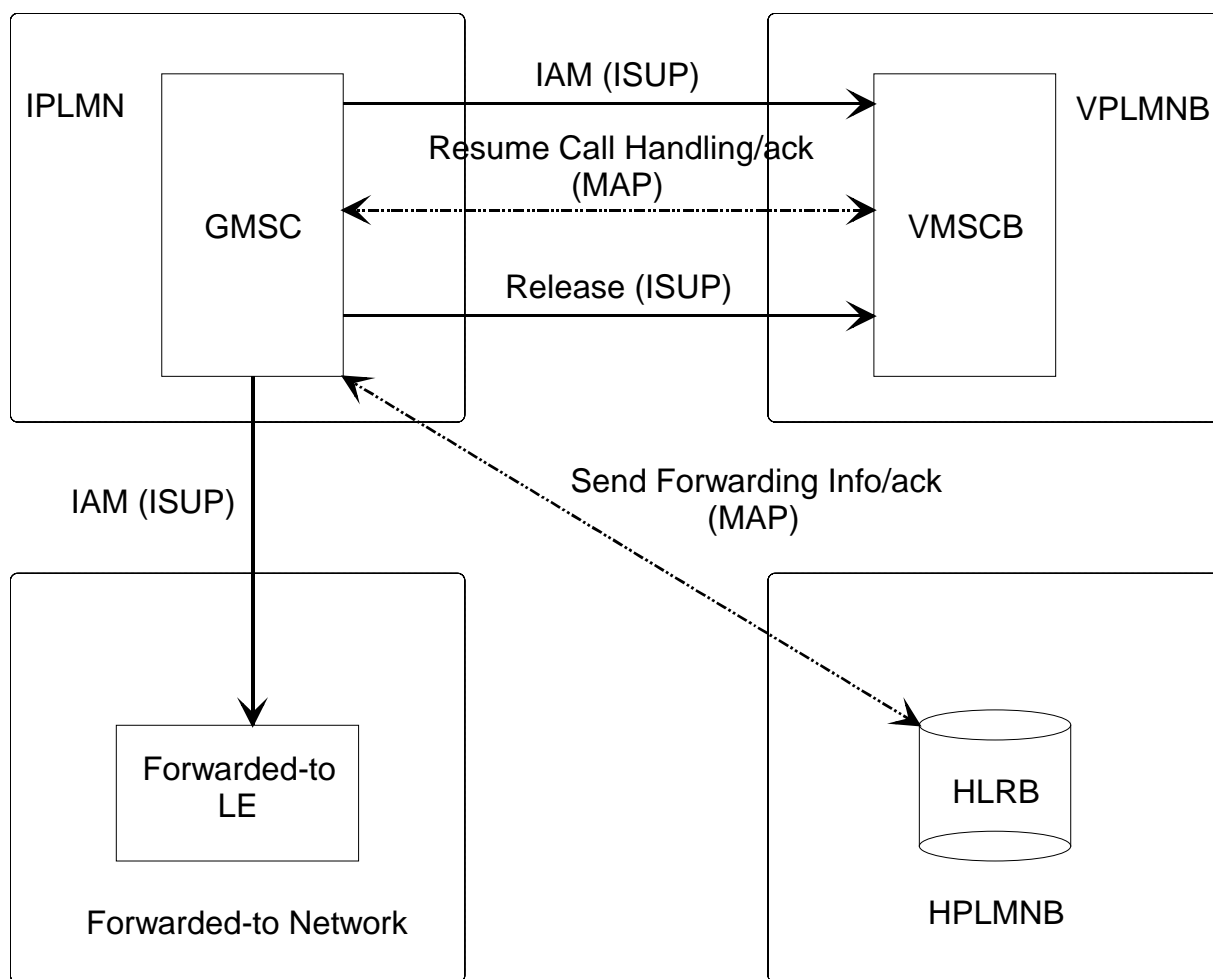 IAM (ISUP)
IPLMN
VPLMNB
Resume Call Handling/ack
(MAP)
GMSC
VMSCB
Release (ISUP)
Send Forwarding Info/ack
(MAP)
IAM (ISUP)
Forwarded-to
LE
HLRB
Forwarded-to Network
HPLMNB